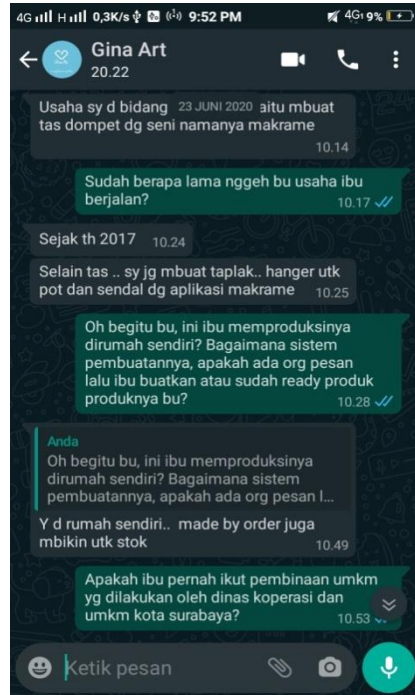 4G H 0,3K/s 9:52 PM 4G 9%
Gina Art
20.22
Usaha sy d bidang 23 JUNI 2020 aitu mbuat
tas dompet dg seni namanya makrame
10.14
Sudah berapa lama nggeh bu usaha ibu
berjalan?
10.17
Sejak th 2017 10.24
Selain tas .. sy jg mbuat taplak.. hanger utk
pot dan sendal dg aplikasi makrame 10.25
Oh begitu bu, ini ibu memproduksinya
dirumah sendiri? Bagaimana sistem
pembuatannya, apakah ada org pesan
lalu ibu buatkan atau sudah ready produk
produknya bu?
10.28
Anda
Oh begitu bu, ini ibu memproduksinya
dirumah sendiri? Bagaimana sistem
pembuatannya, apakah ada org pesan l...
Y d rumah sendiri.. made by order juga
mbikin utk stok
10.49
Apakah ibu pernah ikut pembinaan umkm
yg dilakukan oleh dinas koperasi dan
umkm kota surabaya?
10.53
Ketik pesan